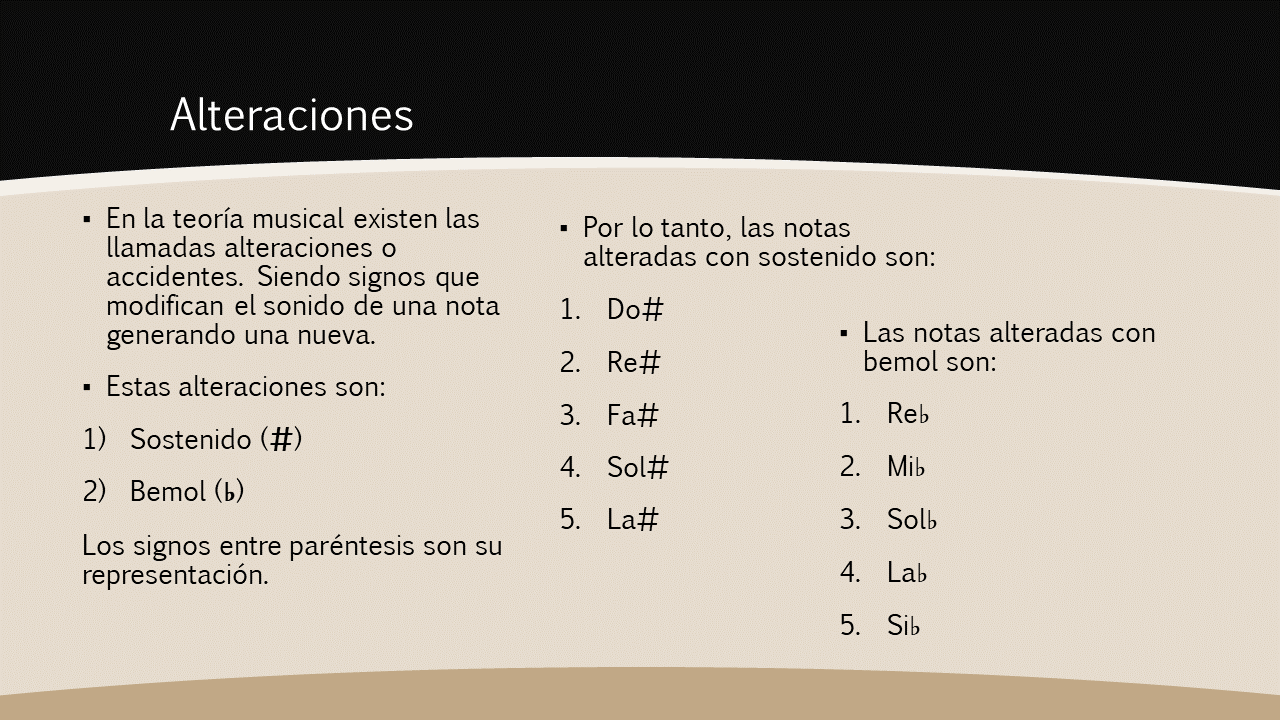 Alteraciones
▪ En la teoría musical existen las
llamadas alteraciones o
accidentes. Siendo signos que
modifican el sonido de una nota
generando una nueva.
▪ Estas alteraciones son:
1) Sostenido (#)
2) Bemol (♭)
Los signos entre paréntesis son su
representación.
▪ Por lo tanto, las notas
alteradas con sostenido son:
1. Do#
2. Re#
3. Fa#
4. Sol#
5. La#
▪ Las notas alteradas con
bemol son:
1. Re♭
2. Mi♭
3. Sol♭
4. La♭
5. Si♭